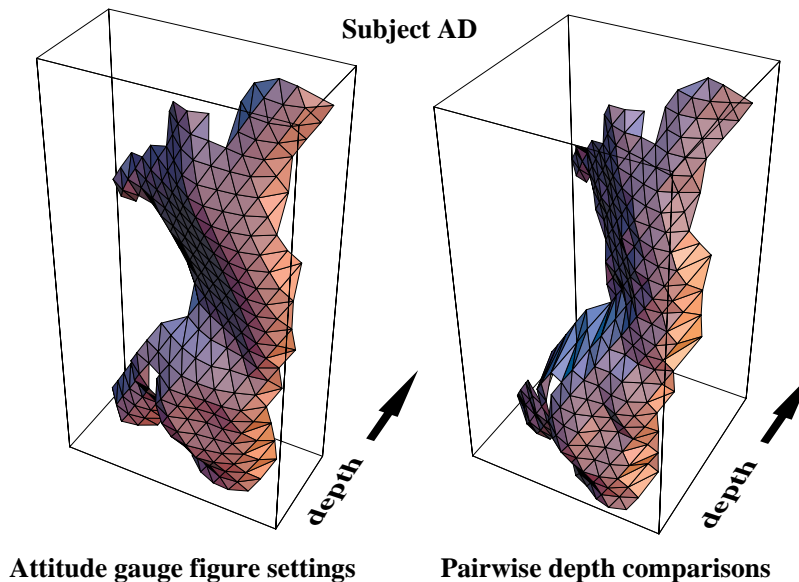 Subject AD
depth
depth
Attitude gauge figure settings
Pairwise depth comparisons